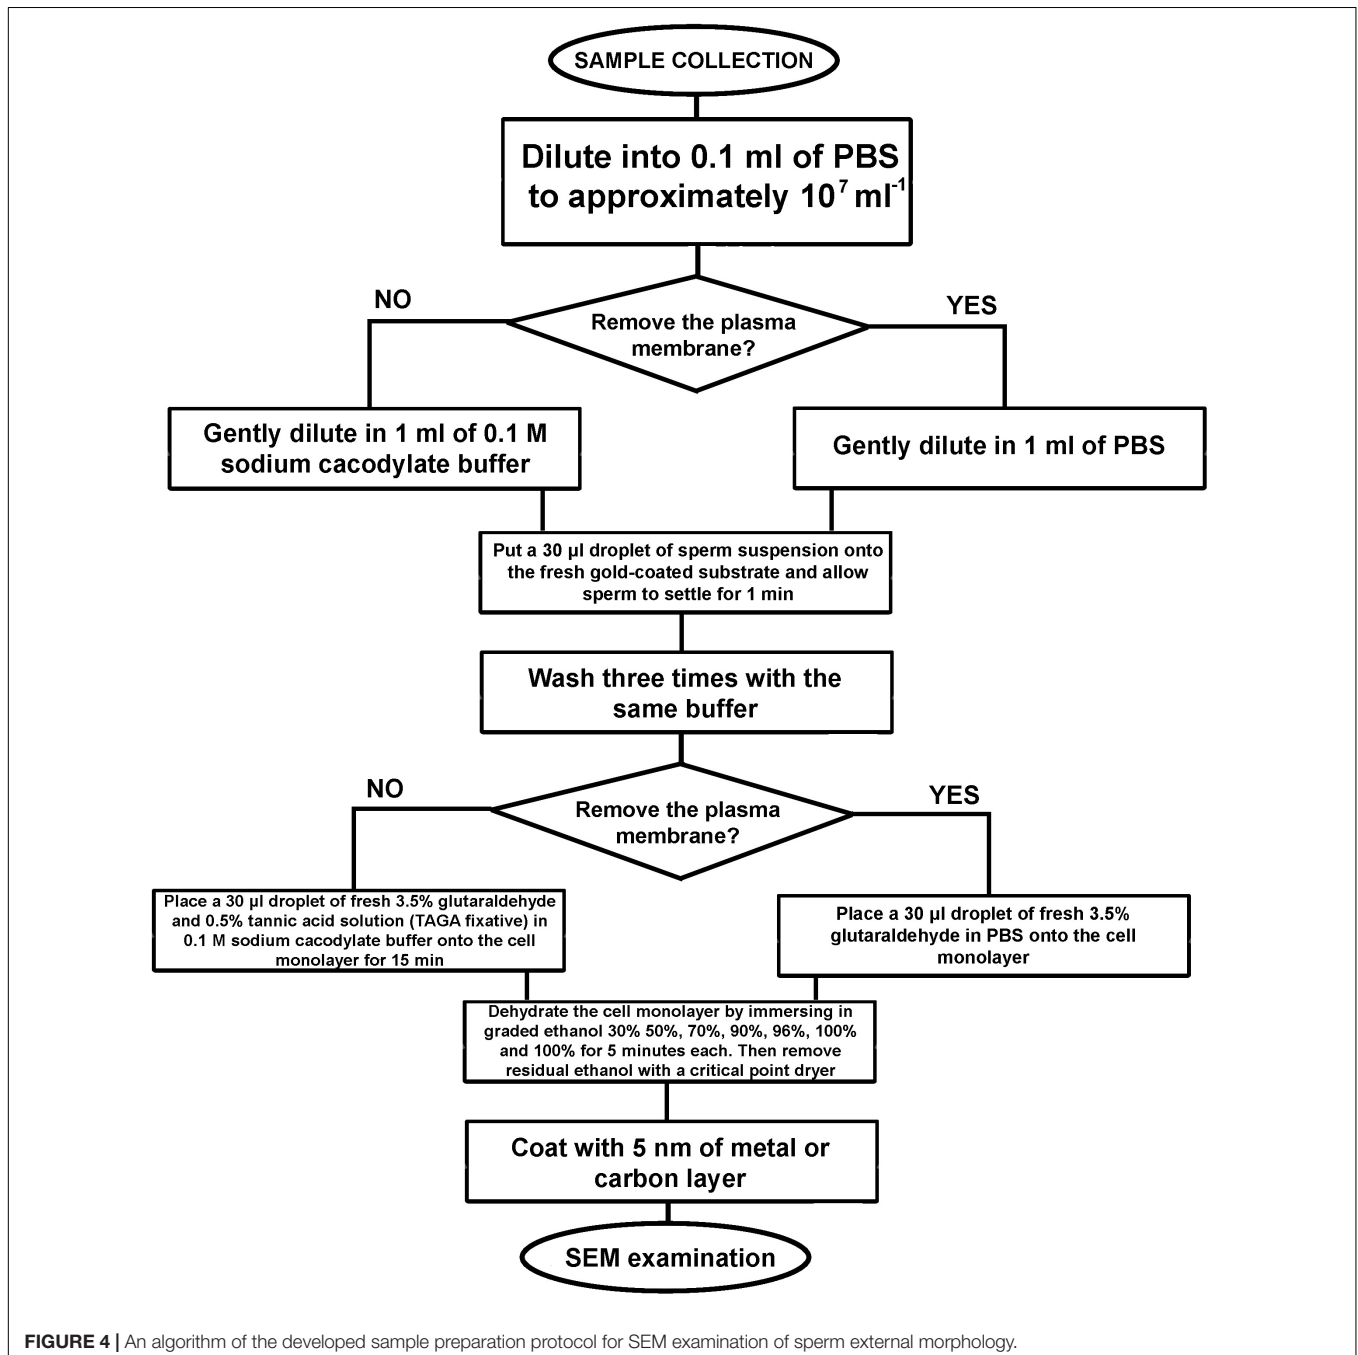 SAMPLE COLLECTION
Dilute into 0.1 ml of PBS
to approximately 10⁷ ml⁻¹
Remove the plasma
membrane?
NO
YES
Gently dilute in 1 ml of 0.1 M
sodium cacodylate buffer
Gently dilute in 1 ml of PBS
Put a 30 µl droplet of sperm suspension onto
the fresh gold-coated substrate and allow
sperm to settle for 1 min
Wash three times with the
same buffer
Remove the plasma
membrane?
NO
YES
Place a 30 µl droplet of fresh 3.5% glutaraldehyde
and 0.5% tannic acid solution (TAGA fixative) in
0.1 M sodium cacodylate buffer onto the cell
monolayer for 15 min
Place a 30 µl droplet of fresh 3.5%
glutaraldehyde in PBS onto the cell
monolayer
Dehydrate the cell monolayer by immersing in
graded ethanol 30% 50%, 70%, 90%, 96%, 100%
and 100% for 5 minutes each. Then remove
residual ethanol with a critical point dryer
Coat with 5 nm of metal or
carbon layer
SEM examination
FIGURE 4 | An algorithm of the developed sample preparation protocol for SEM examination of sperm external morphology.